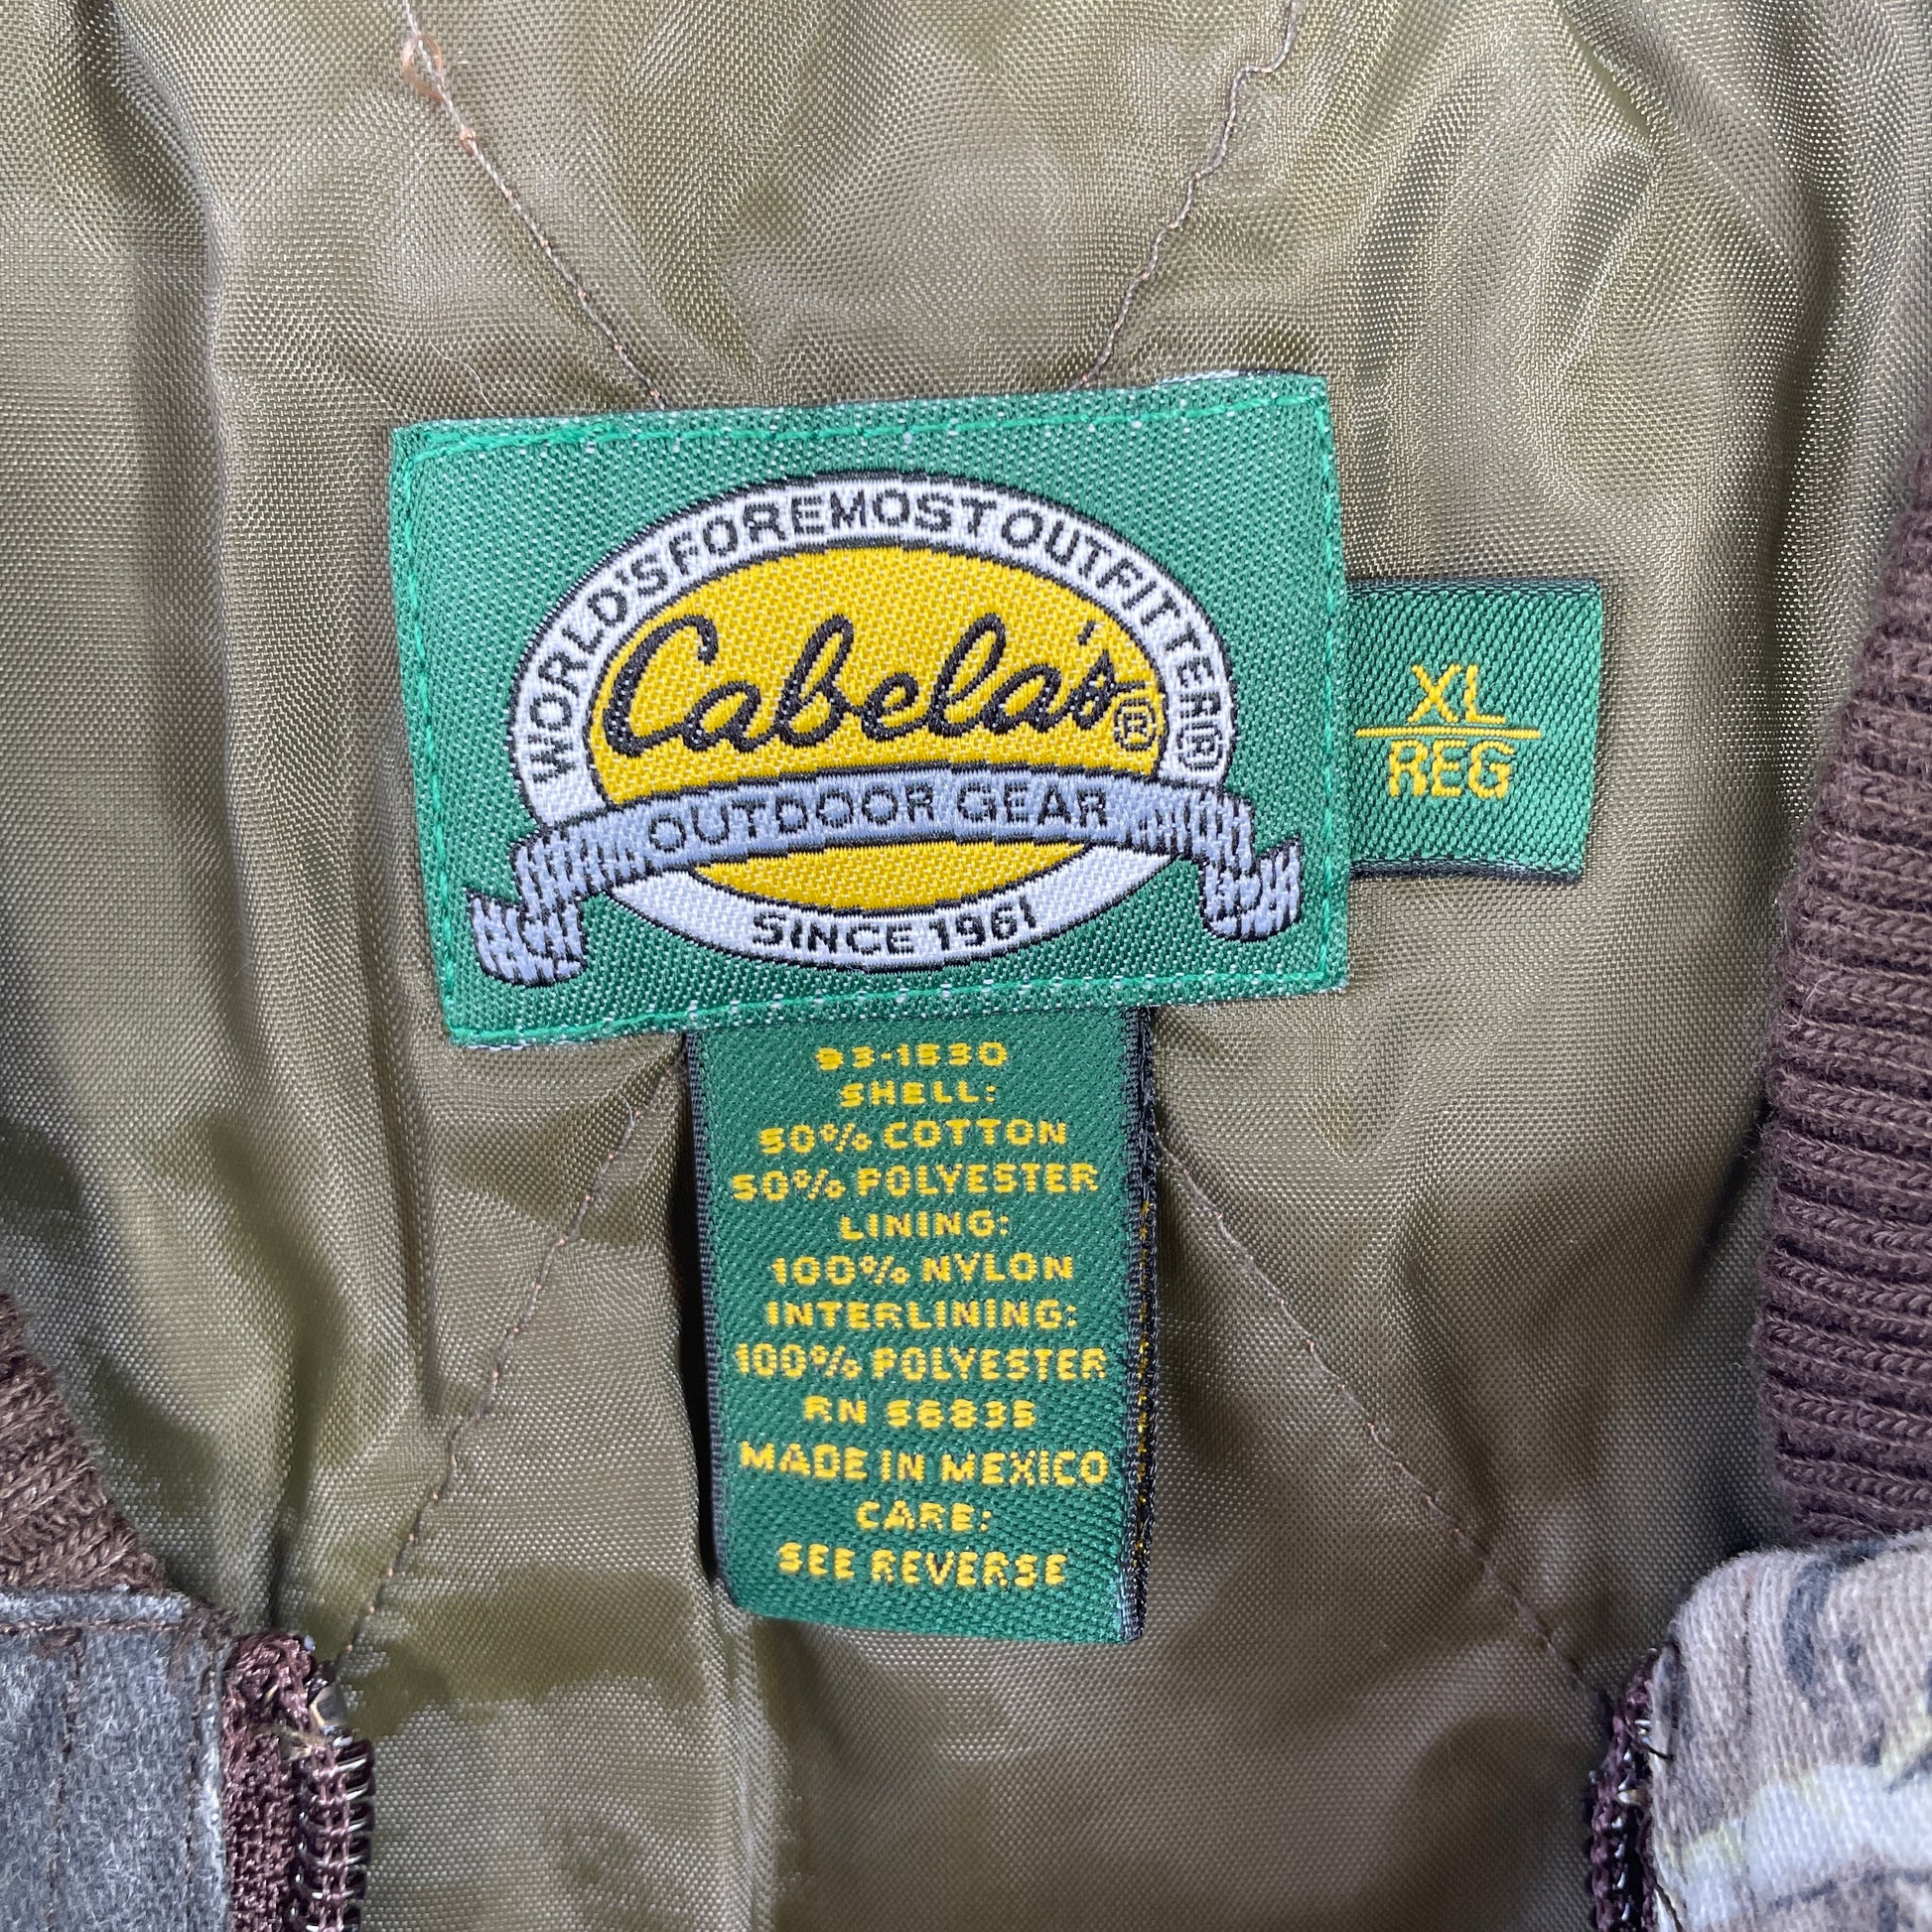 WORLD'S FOREMOST OUTFITTER®
Cabela's®
OUTDOOR GEAR
SINCE 1961
XL
REG
93-1530
SHELL:
50% COTTON
50% POLYESTER
LINING:
100% NYLON
INTERLINING:
100% POLYESTER
RN 56835
MADE IN MEXICO
CARE:
SEE REVERSE